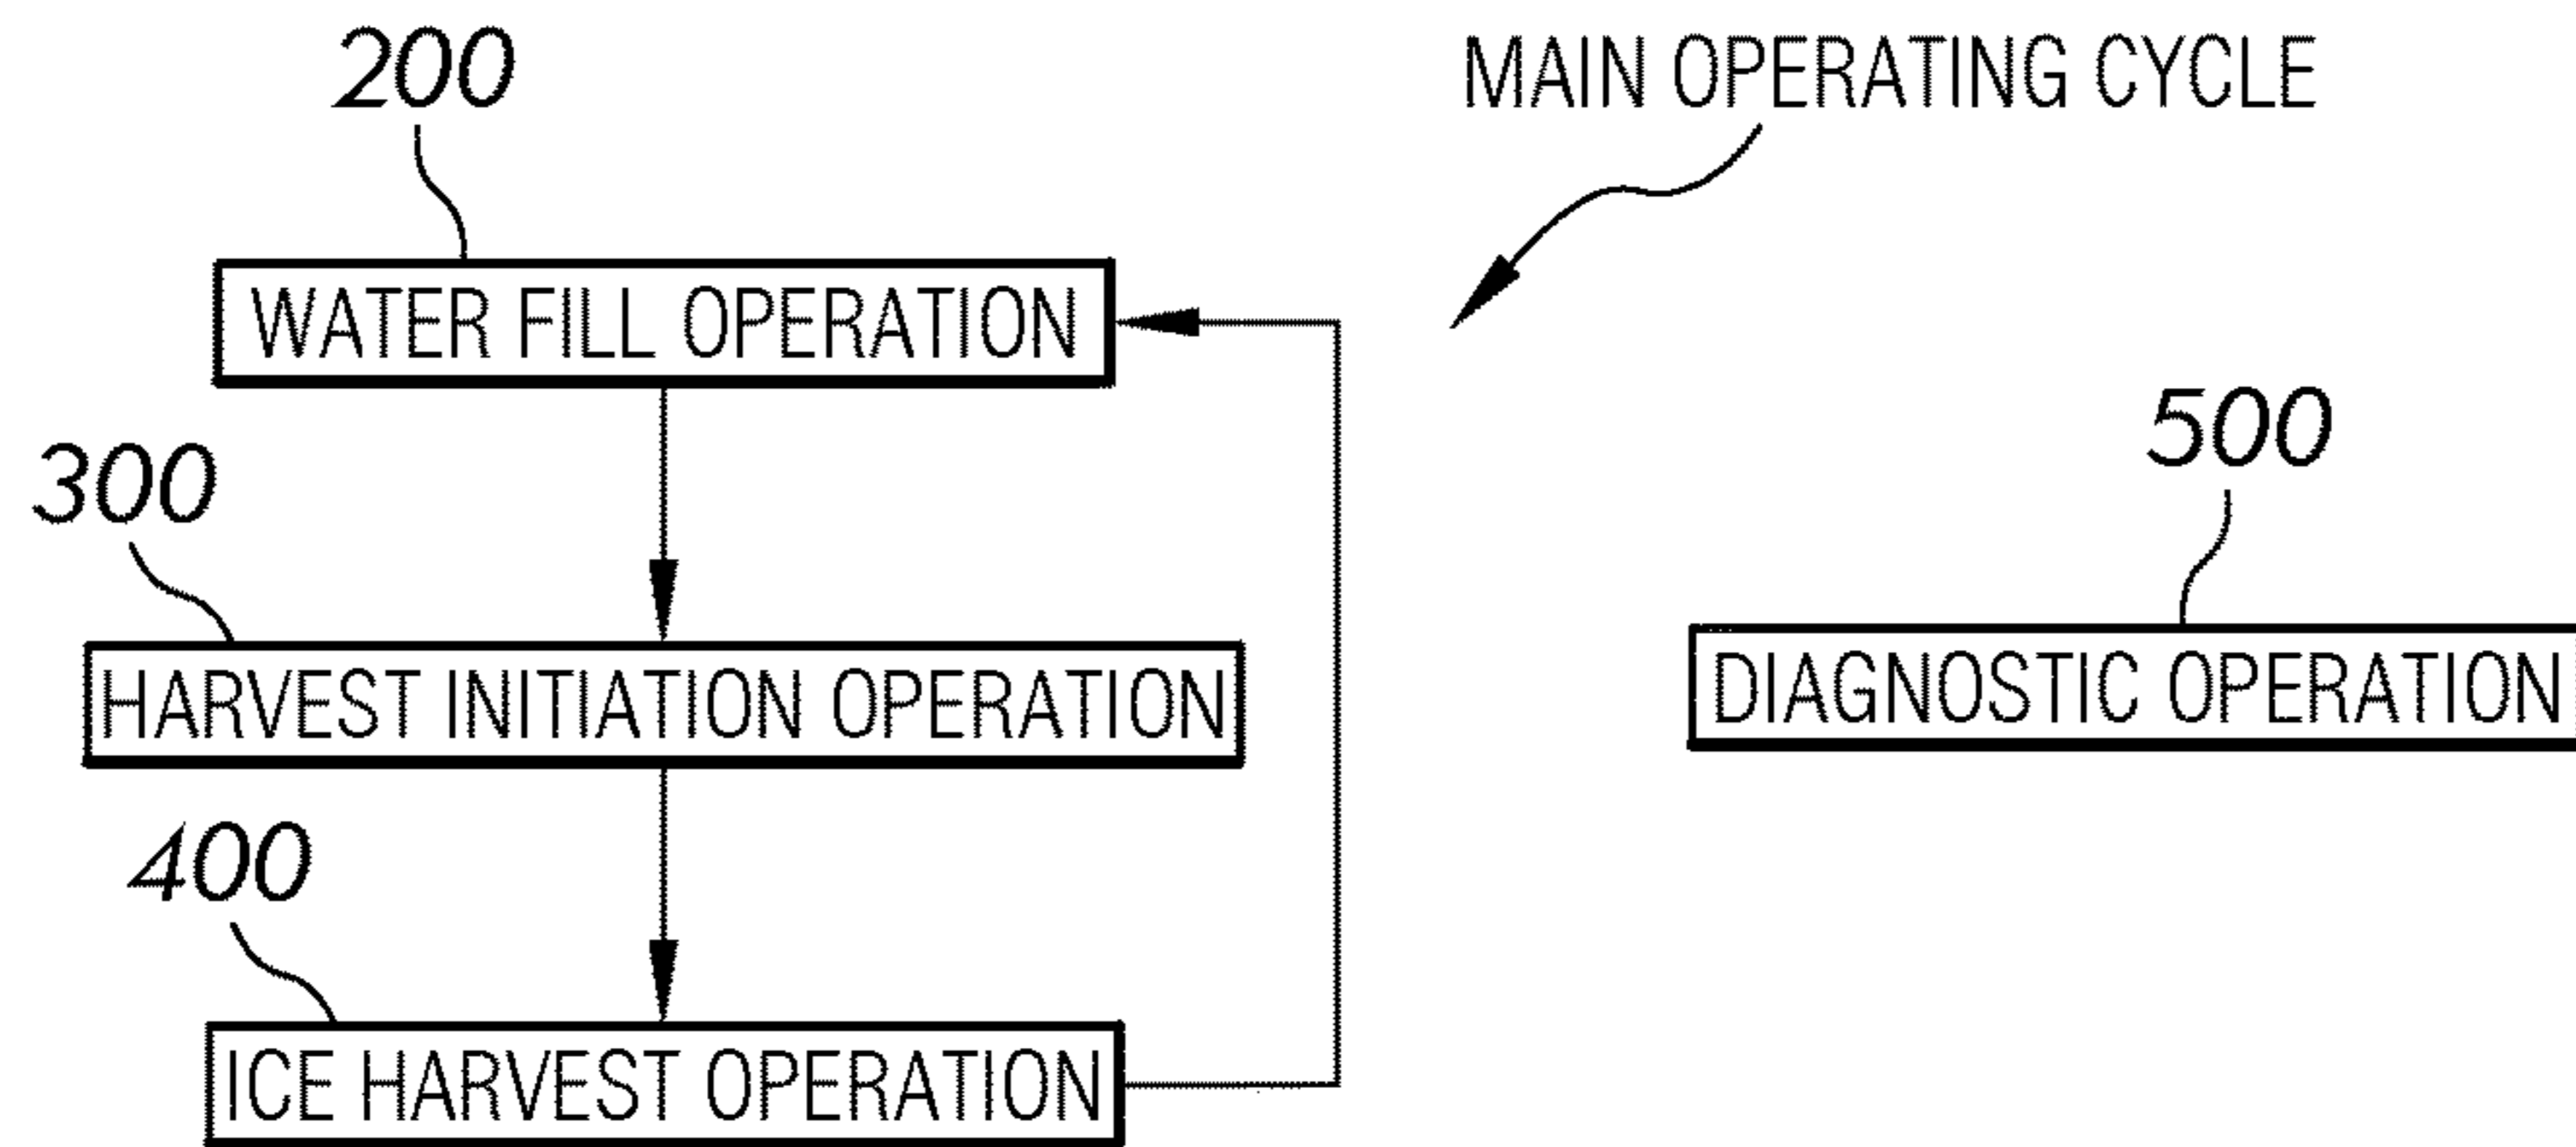 200
MAIN OPERATING CYCLE
WATER FILL OPERATION
500
300
HARVEST INITIATION OPERATION
DIAGNOSTIC OPERATION
400
ICE HARVEST OPERATION